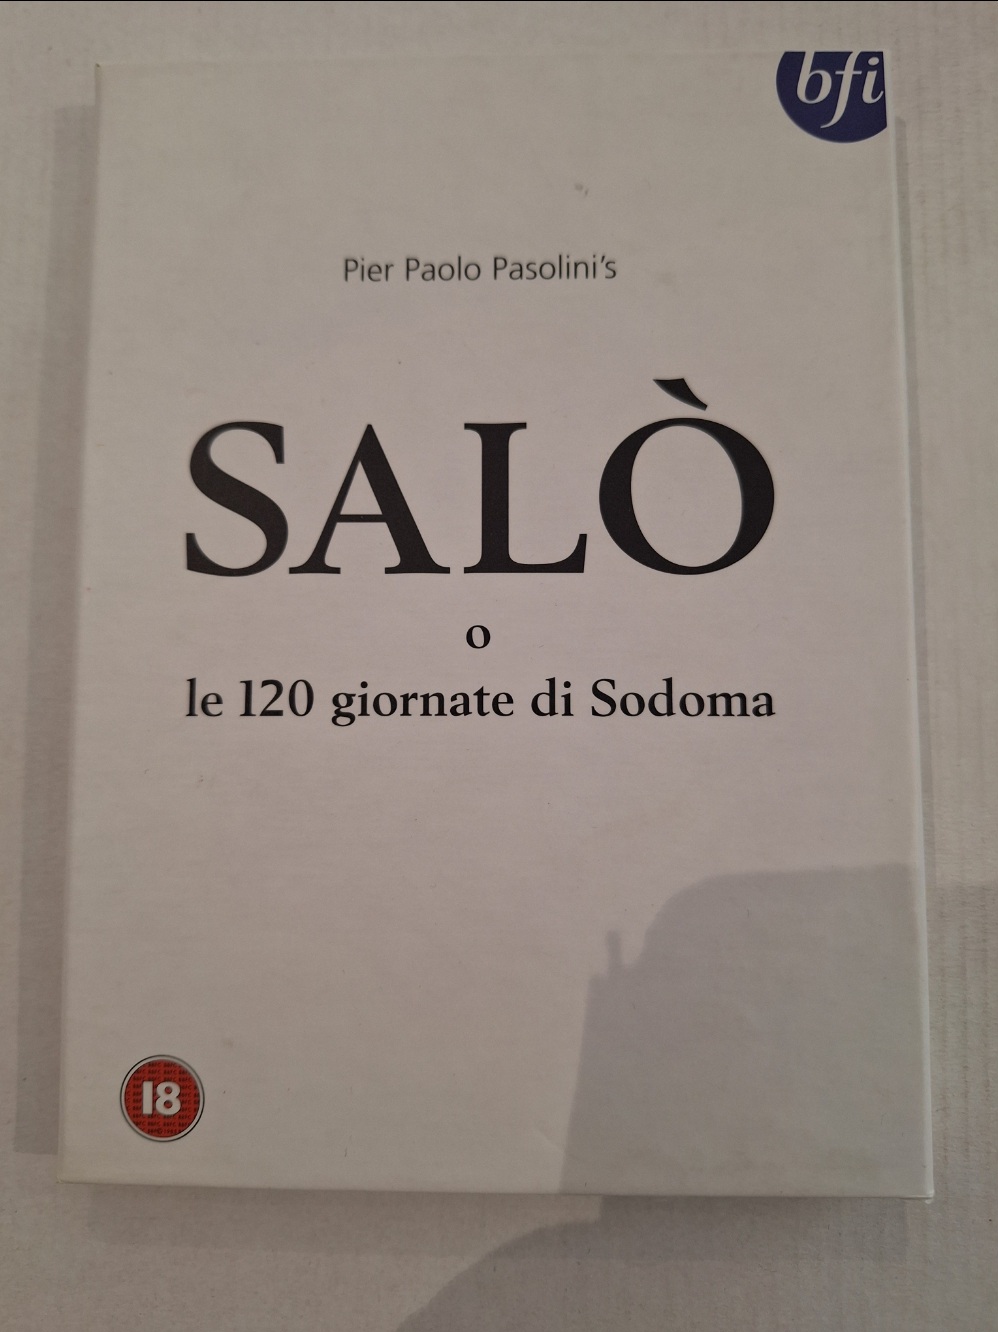 bfi
Pier Paolo Pasolini's
SALÒ
o
le 120 giornate di Sodoma
18